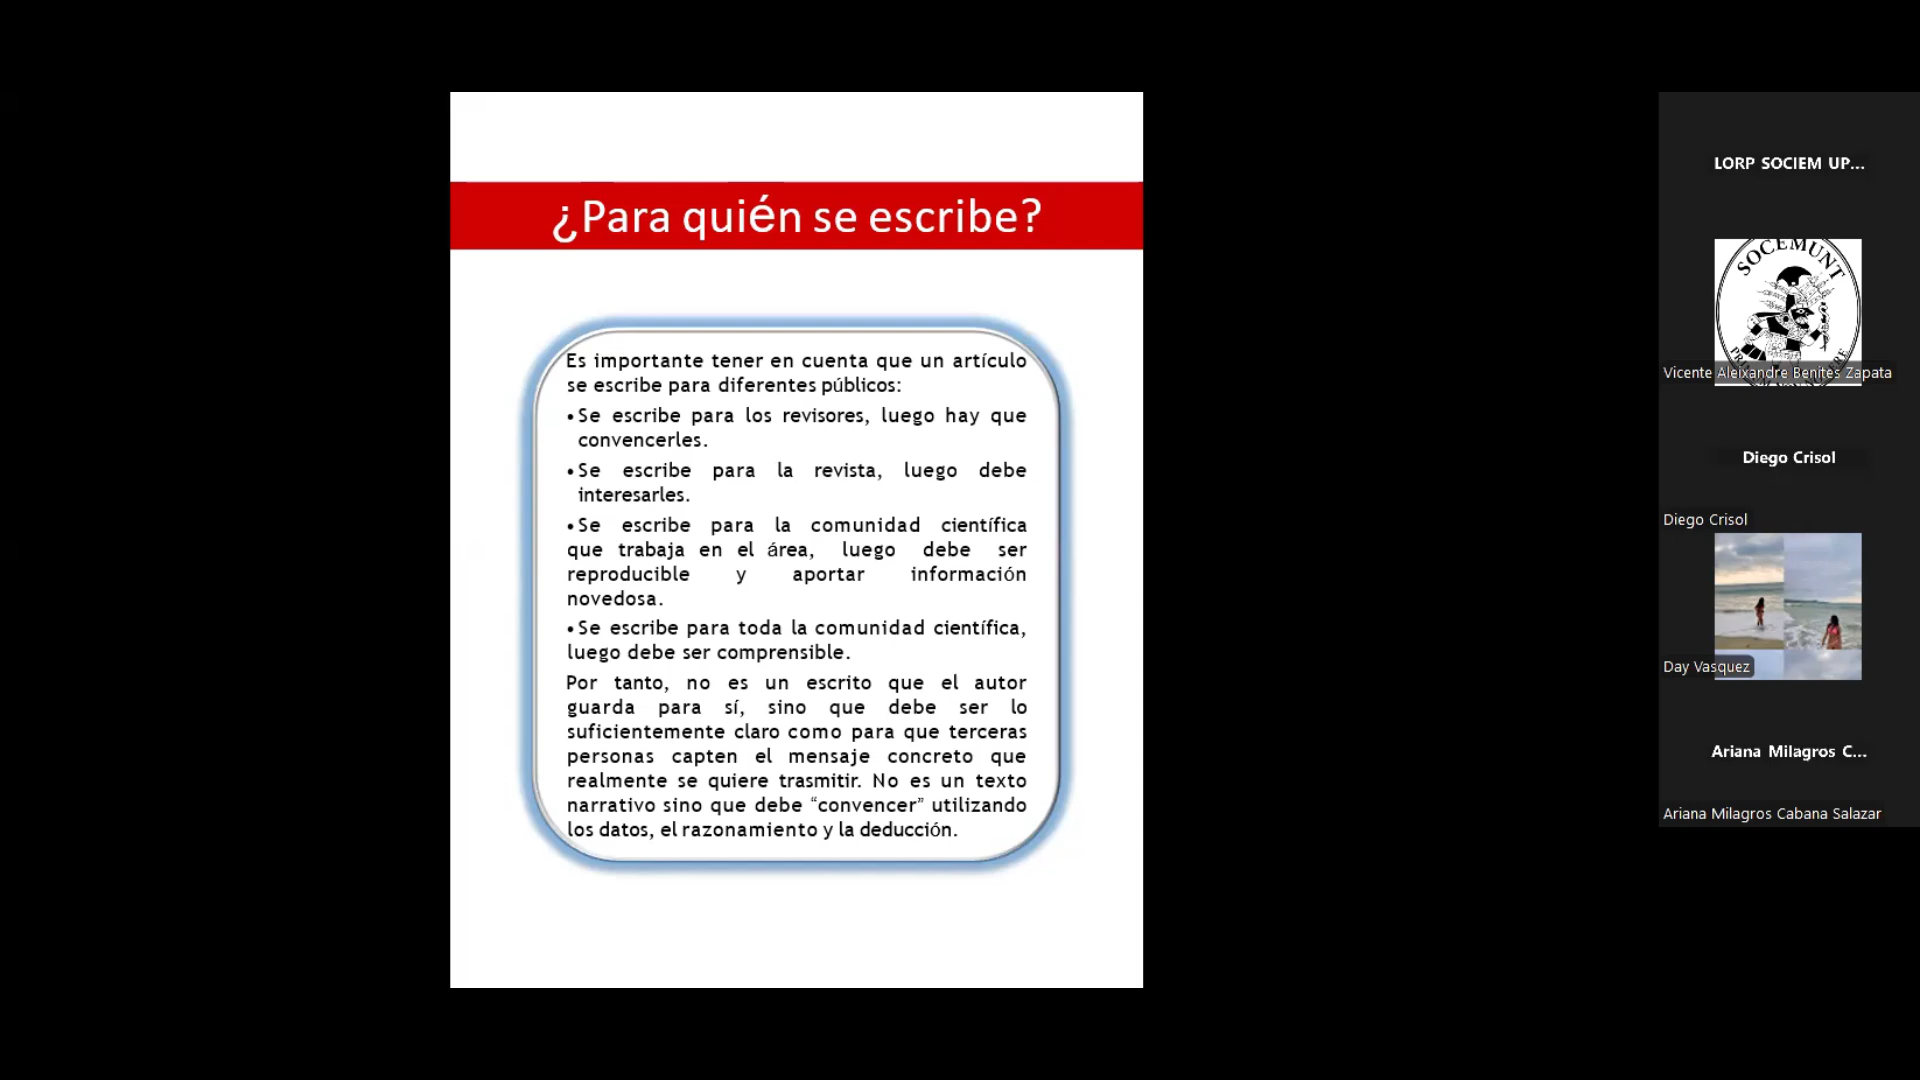 ¿Para quién se escribe?
Es importante tener en cuenta que un artículo
se escribe para diferentes públicos:
•Se escribe para los revisores, luego hay que
convencerles.
•Se escribe para la revista, luego debe
interesarles.
•Se escribe para la comunidad científica
que trabaja en el área, luego debe ser
reproducible y aportar información
novedosa.
•Se escribe para toda la comunidad científica,
luego debe ser comprensible.
Por tanto, no es un escrito que el autor
guarda para sí, sino que debe ser lo
suficientemente claro como para que terceras
personas capten el mensaje concreto que
realmente se quiere trasmitir. No es un texto
narrativo sino que debe “convencer” utilizando
los datos, el razonamiento y la deducción.
LORP SOCIEM UP...
SOCEMUNT
Vicente Aleixandre Benites Zapata
Diego Crisol
Diego Crisol
Day Vasquez
Ariana Milagros C...
Ariana Milagros Cabana Salazar